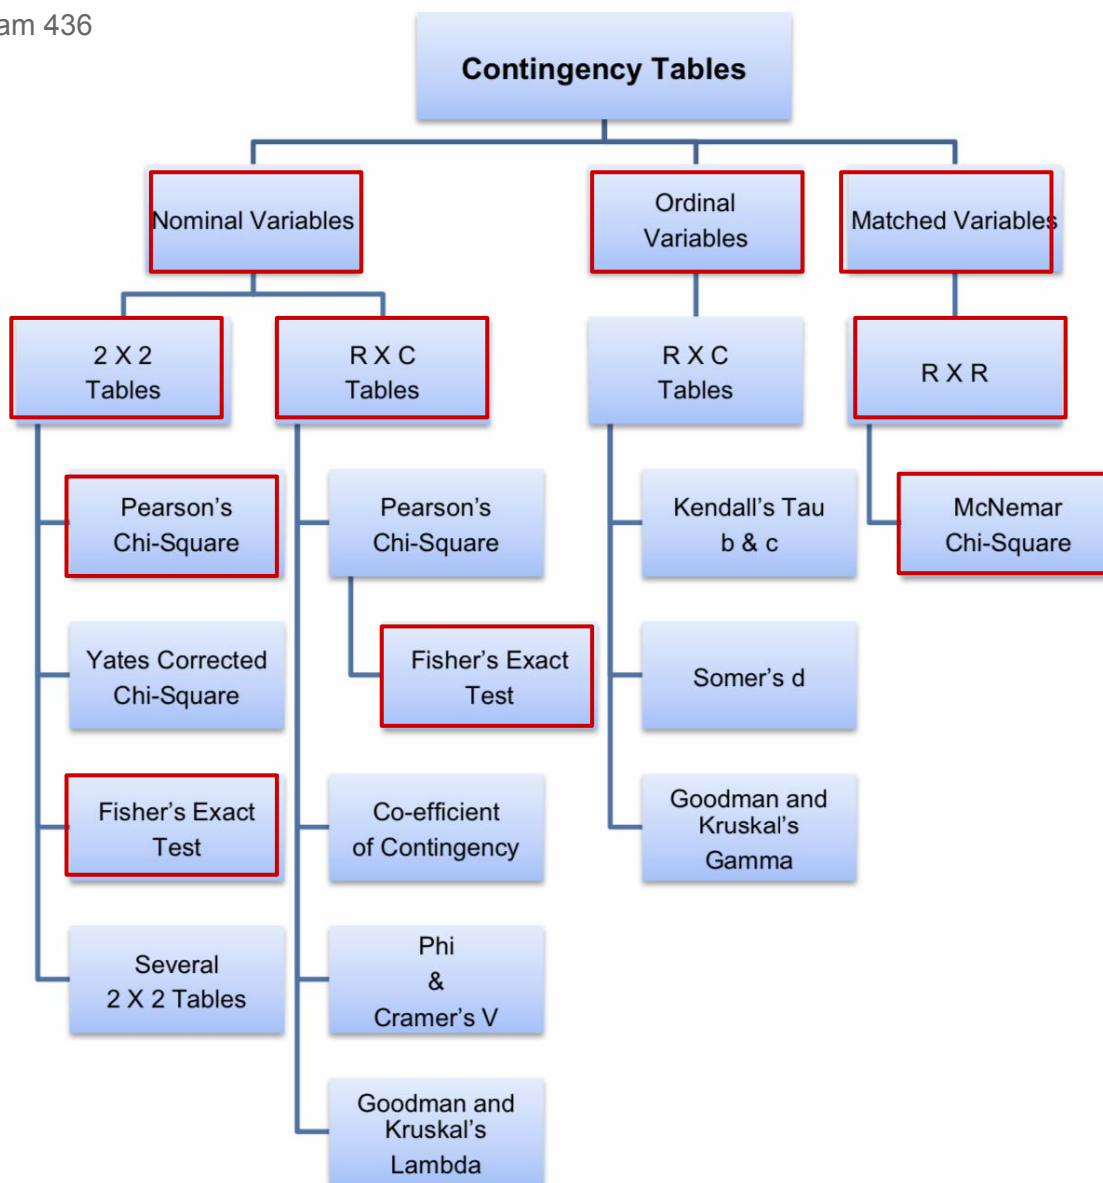 am 436
Contingency Tables
Nominal Variables
Ordinal
Variables
Matched Variables
2 X 2
Tables
R X C
Tables
R X C
Tables
R X R
Pearson's
Chi-Square
Pearson's
Chi-Square
Kendall's Tau
b & c
McNemar
Chi-Square
Yates Corrected
Chi-Square
Fisher's Exact
Test
Somer's d
Fisher's Exact
Test
Co-efficient
of Contingency
Goodman and
Kruskal's
Gamma
Several
2 X 2 Tables
Phi
&
Cramer's V
Goodman and
Kruskal's
Lambda